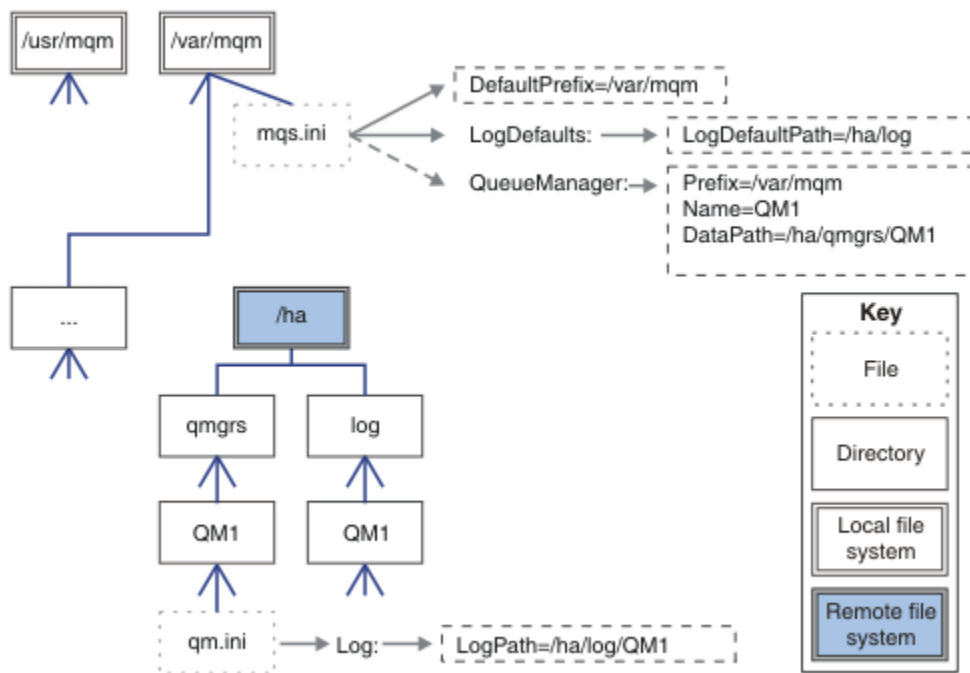 /usr/mqm
/var/mqm
mqs.ini
DefaultPrefix=/var/mqm
LogDefaults:
LogDefaultPath=/ha/log
QueueManager:
Prefix=/var/mqm
Name=QM1
DataPath=/ha/qmgrs/QM1
...
/ha
qmgrs
log
QM1
QM1
qm.ini
Log:
LogPath=/ha/log/QM1
Key
File
Directory
Local file
system
Remote file
system